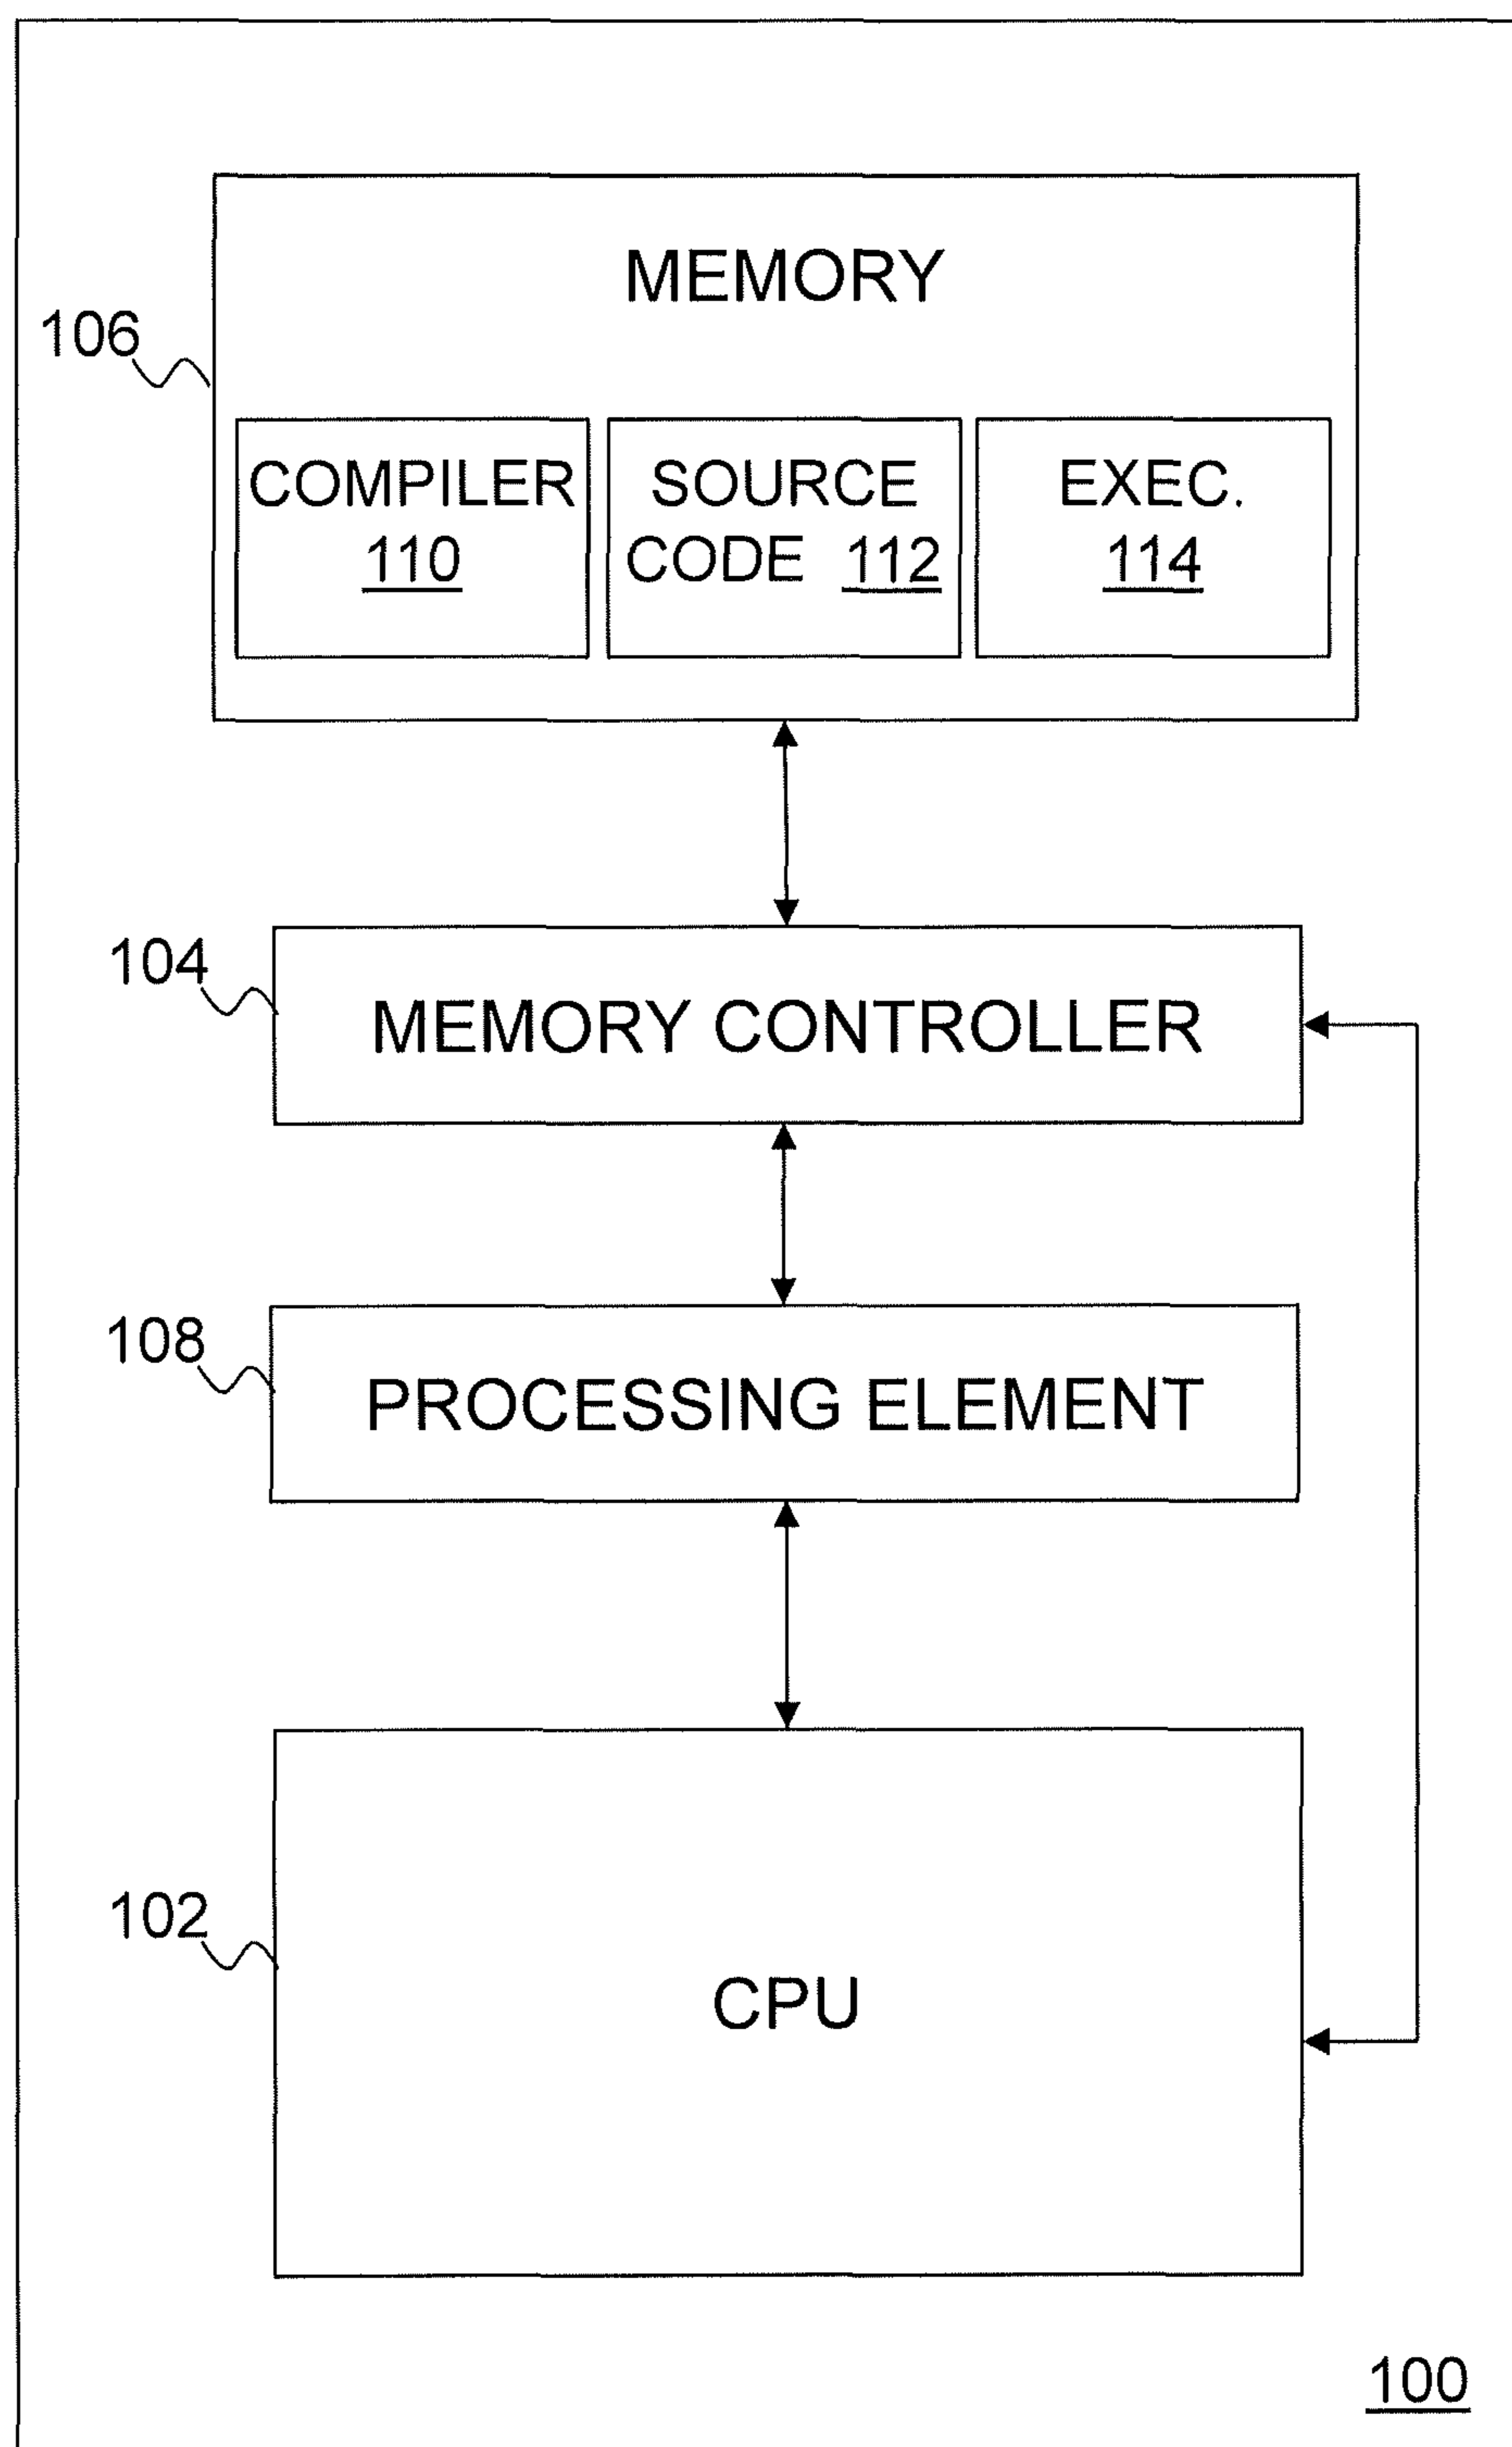 MEMORY
106
COMPILER
110
SOURCE
CODE 112
EXEC.
114
104
MEMORY CONTROLLER
108
PROCESSING ELEMENT
102
CPU
100